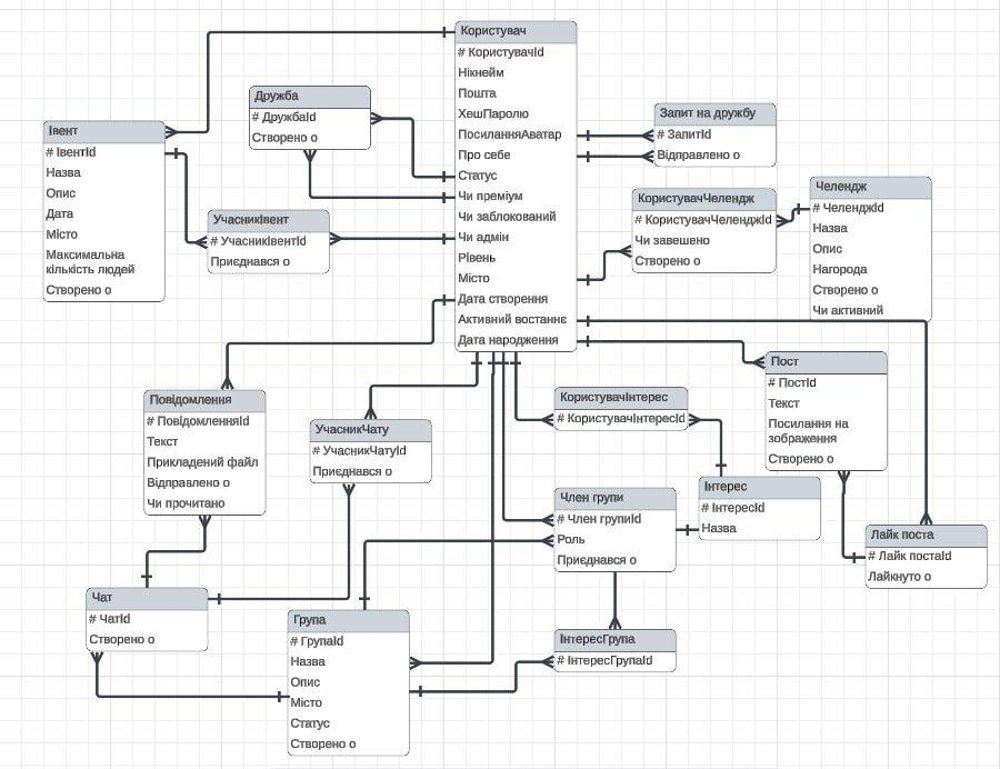 Користувач
# КористувачId
Нікнейм
Пошта
ХешПаролю
ПосиланняАватар
Про себе
Статус
Чи преміум
Чи заблокований
Чи адмін
Рівень
Місто
Дата створення
Активний востаннє
Дата народження
Дружба
# ДружбаId
Створено о
Івент
# ІвентId
Назва
Опис
Дата
Місто
Максимальна
кількість людей
Створено о
УчасникІвент
# УчасникІвентId
Приєднався о
Запит на дружбу
# ЗапитId
Відправлено о
КористувачЧелендж
# КористувачЧеленджId
Чи завешено
Створено о
Челендж
# ЧеленджId
Назва
Опис
Нагорода
Створено о
Чи активний
Пост
# ПостId
Текст
Посилання на
зображення
Створено о
Повідомлення
# ПовідомленняId
Текст
Прикладений файл
Відправлено о
Чи прочитано
УчасникЧату
# УчасникЧатуId
Приєднався о
КористувачІнтерес
# КористувачІнтересId
Інтерес
# ІнтересId
Назва
Член групи
# Член групиId
Роль
Приєднався о
Лайк поста
# Лайк постаId
Лайкнуто о
Чат
# ЧатId
Створено о
Група
# ГрупаId
Назва
Опис
Місто
Статус
Створено о
ІнтересГрупа
# ІнтересГрупаId